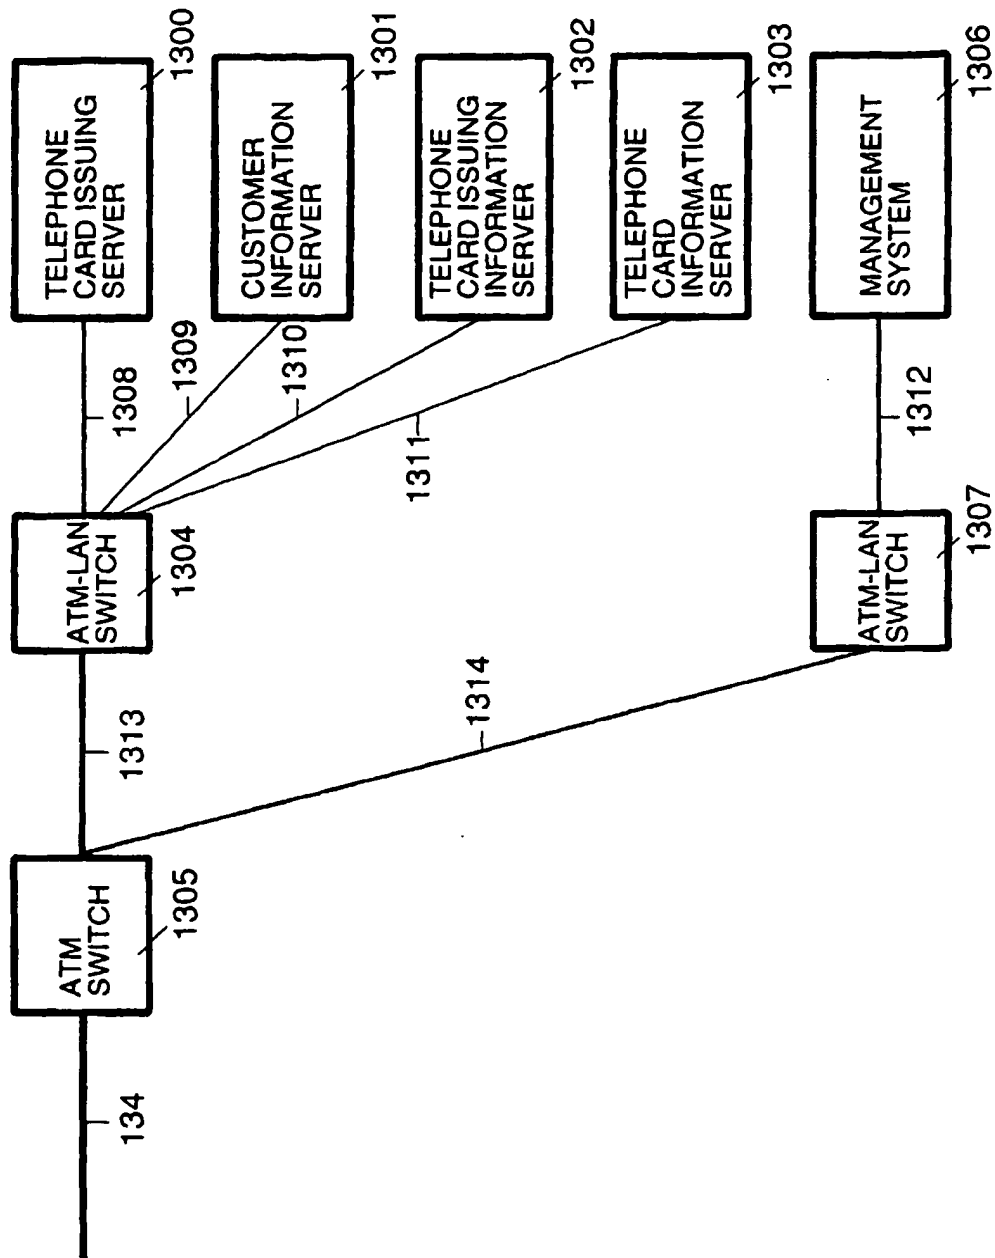 TELEPHONE
CARD ISSUING
SERVER
1300
CUSTOMER
INFORMATION
SERVER
1301
TELEPHONE
CARD ISSUING
INFORMATION
SERVER
1302
TELEPHONE
CARD
INFORMATION
SERVER
1303
MANAGEMENT
SYSTEM
1306
1308
1309
1310
1311
1312
ATM-LAN
SWITCH
1304
ATM-LAN
SWITCH
1307
1313
1314
ATM
SWITCH
1305
134